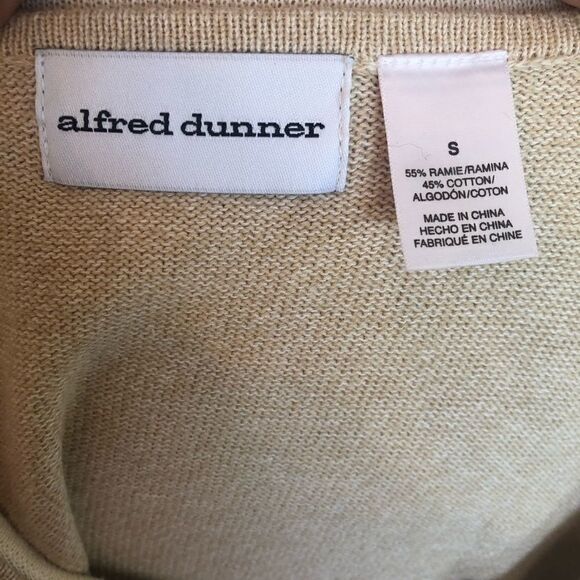 alfred dunner
S
55% RAMIE/RAMINA
45% COTTON/
ALGODÓN/COTON
MADE IN CHINA
HECHO EN CHINA
FABRIQUÉ EN CHINE